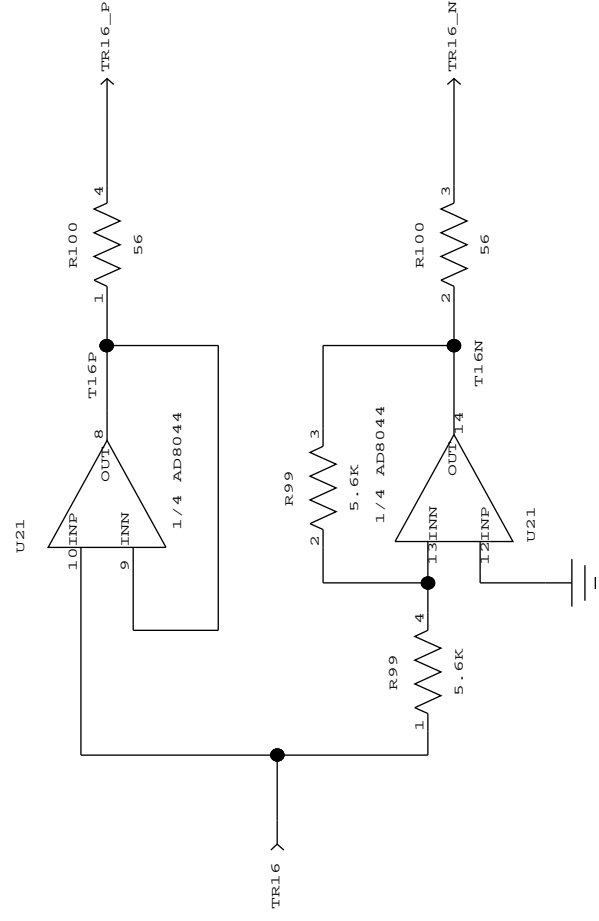 TR16_P
TR16_N
4
R100
56
1
3
R100
56
2
T16P
T16N
8
OUT
1/4 AD8044
U21
10
INP
INN
9
3
R99
5.6K
2
1/4 AD8044
14
OUT
13
INN
12
INP
U21
4
R99
5.6K
1
TR16